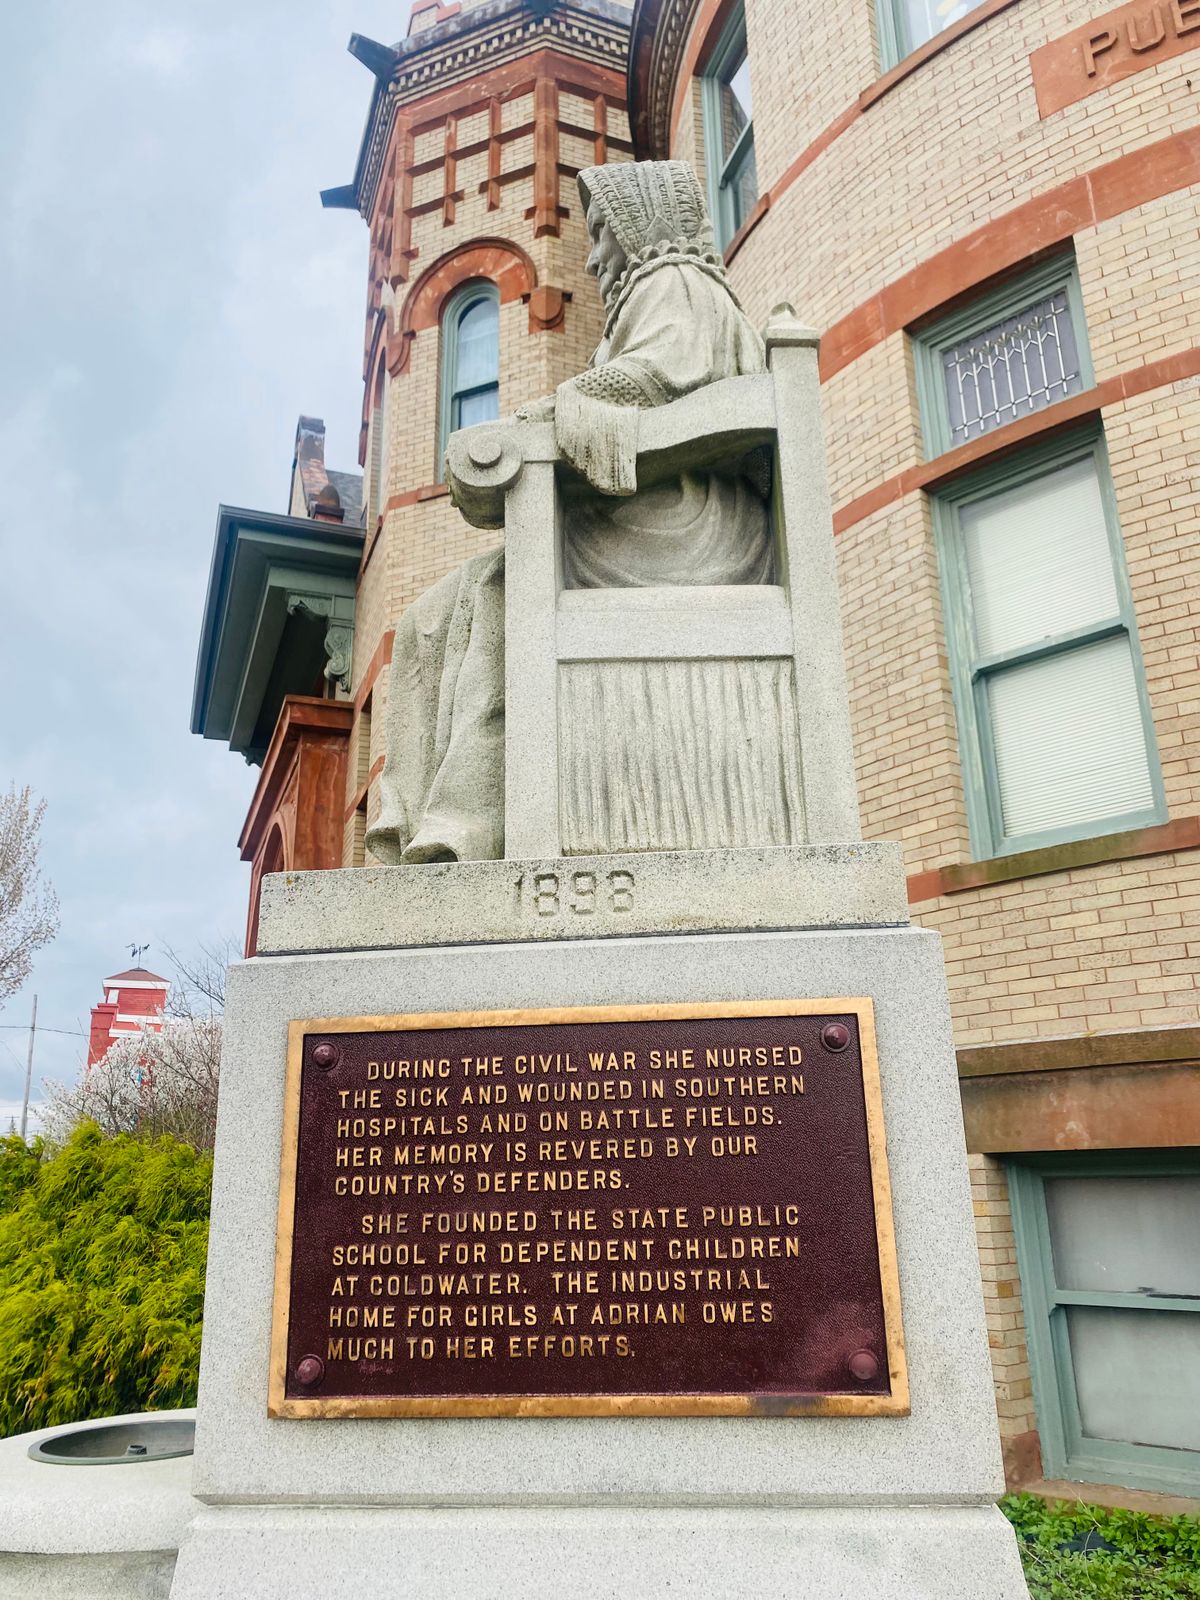 PUB
1898
DURING THE CIVIL WAR SHE NURSED
THE SICK AND WOUNDED IN SOUTHERN
HOSPITALS AND ON BATTLE FIELDS.
HER MEMORY IS REVERED BY OUR
COUNTRY'S DEFENDERS.
SHE FOUNDED THE STATE PUBLIC
SCHOOL FOR DEPENDENT CHILDREN
AT COLDWATER. THE INDUSTRIAL
HOME FOR GIRLS AT ADRIAN OWES
MUCH TO HER EFFORTS.